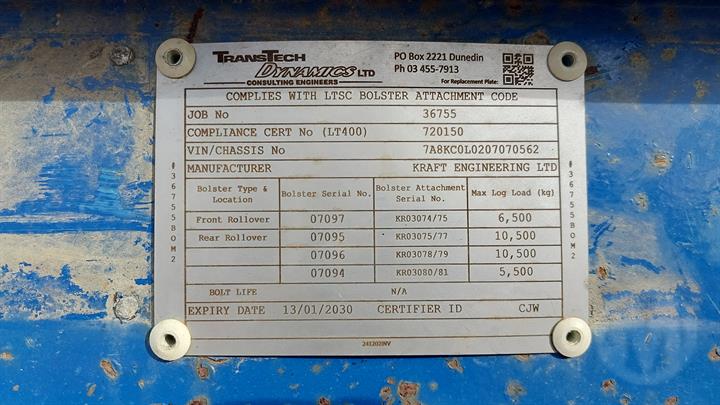 TRANSTECH DYNAMICS LTD
CONSULTING ENGINEERS
PO Box 2221 Dunedin
Ph 03 455-7913
For Replacement Plate:
COMPLIES WITH LTSC BOLSTER ATTACHMENT CODE
JOB No 36755
COMPLIANCE CERT No (LT400) 720150
VIN/CHASSIS No 7A8KC0L0207070562
MANUFACTURER KRAFT ENGINEERING LTD
Bolster Type & Location Bolster Serial No. Bolster Attachment Serial No. Max Log Load (kg)
Front Rollover 07097 KR03074/75 6,500
Rear Rollover 07095 KR03075/77 10,500
07096 KR03078/79 10,500
07094 KR03080/81 5,500
BOLT LIFE N/A
EXPIRY DATE 13/01/2030 CERTIFIER ID CJW
#36755BOM2
#36755BOM2